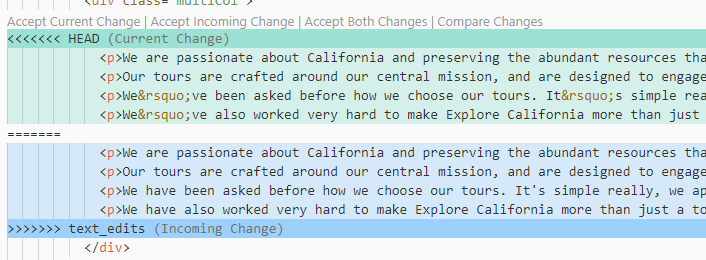 <div class="multiCol">
Accept Current Change | Accept Incoming Change | Accept Both Changes | Compare Changes
<<<<<<< HEAD (Current Change)
<p>We are passionate about California and preserving the abundant resources tha
<p>Our tours are crafted around our central mission, and are designed to engage
<p>We&rsquo;ve been asked before how we choose our tours. It&rsquo;s simple rea
<p>We&rsquo;ve also worked very hard to make Explore California more than just
=======
<p>We are passionate about California and preserving the abundant resources tha
<p>Our tours are crafted around our central mission, and are designed to engage
<p>We have been asked before how we choose our tours. It's simple really, we ap
<p>We have also worked very hard to make Explore California more than just a to
>>>>>>> text_edits (Incoming Change)
</div>